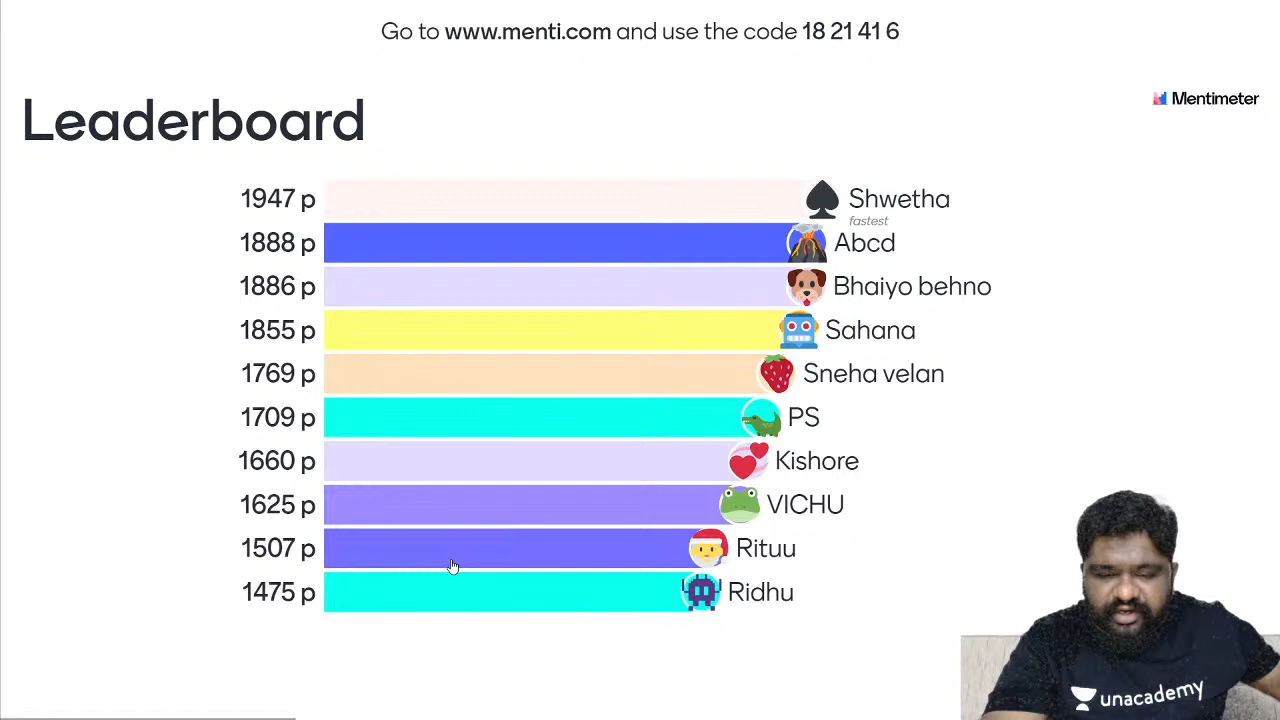 Go to www.menti.com and use the code 18 21 41 6
Leaderboard
Mentimeter
1947 p Shwetha
fastest
1888 p Abcd
1886 p Bhaiyo behno
1855 p Sahana
1769 p Sneha velan
1709 p PS
1660 p Kishore
1625 p VICHU
1507 p Rituu
1475 p Ridhu
unacademy